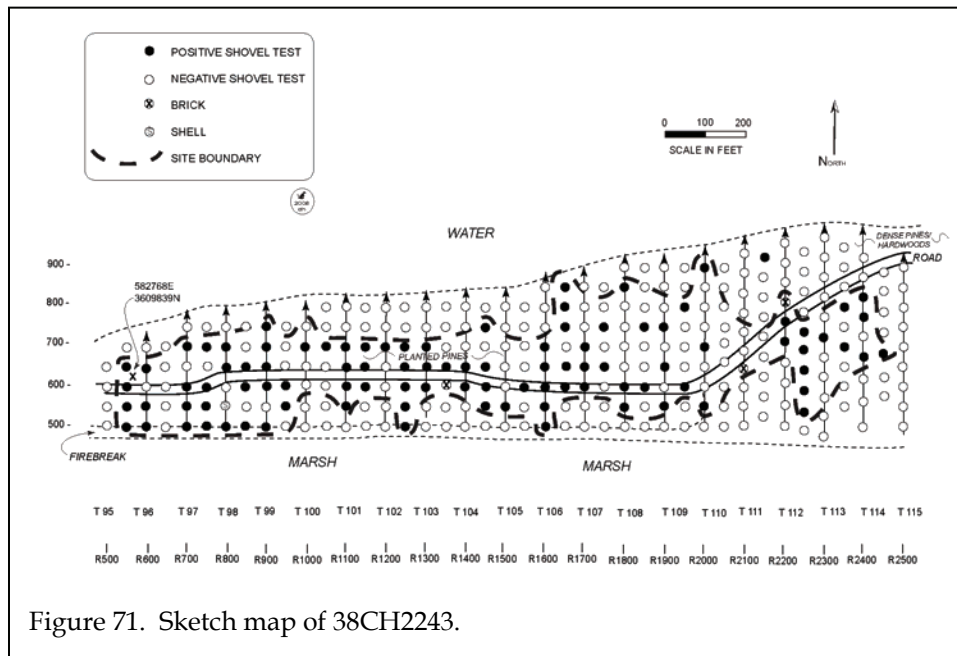 POSITIVE SHOVEL TEST
NEGATIVE SHOVEL TEST
BRICK
SHELL
SITE BOUNDARY
2008
0 100 200
SCALE IN FEET
NORTH
WATER
DENSE PINES/
HARDWOODS
ROAD
900 -
582768E
3609839N
800 -
700 -
PLANTED PINES
600 -
500 -
FIREBREAK
MARSH MARSH
T 95 T 96 T 97 T 98 T 99 T 100 T 101 T 102 T 103 T 104 T 105 T 106 T 107 T 108 T 109 T 110 T 111 T 112 T 113 T 114 T 115
R500 R600 R700 R800 R900 R1000 R1100 R1200 R1300 R1400 R1500 R1600 R1700 R1800 R1900 R2000 R2100 R2200 R2300 R2400 R2500
Figure 71. Sketch map of 38CH2243.